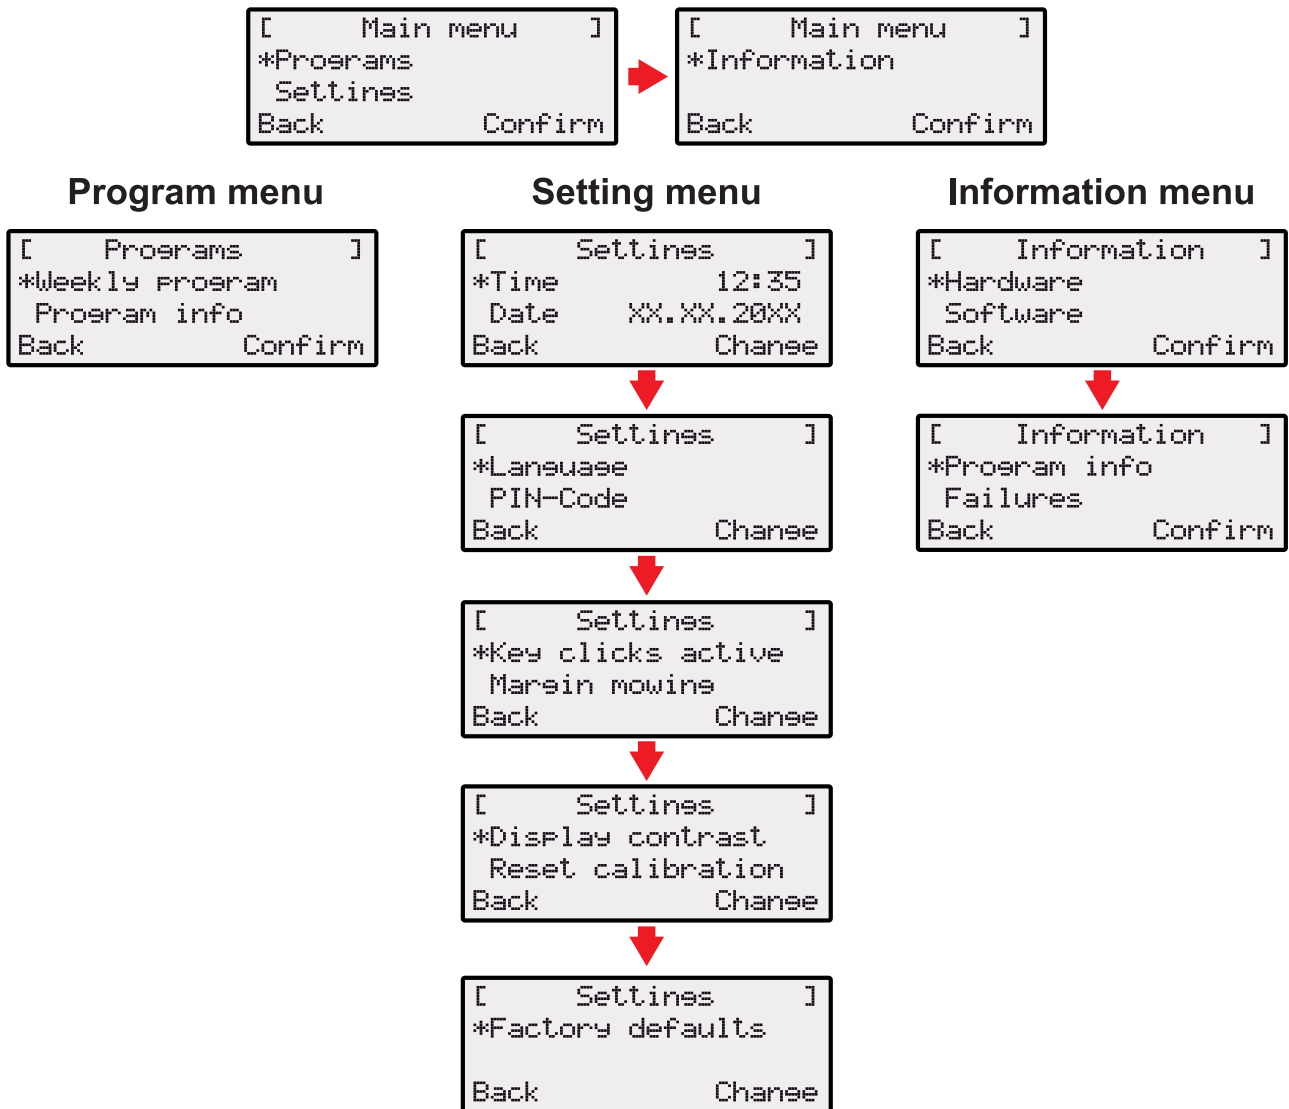 [ Main menu ]
*Programs
Settings
Back Confirm
[ Main menu ]
*Information
Back Confirm
Program menu
[ Programs ]
*Weekly program
Program info
Back Confirm
Setting menu
[ Settings ]
*Time 12:35
Date XX.XX.20XX
Back Change
[ Settings ]
*Language
PIN-Code
Back Change
[ Settings ]
*Key clicks active
Margin mowing
Back Change
[ Settings ]
*Display contrast
Reset calibration
Back Change
[ Settings ]
*Factory defaults
Back Change
Information menu
[ Information ]
*Hardware
Software
Back Confirm
[ Information ]
*Program info
Failures
Back Confirm